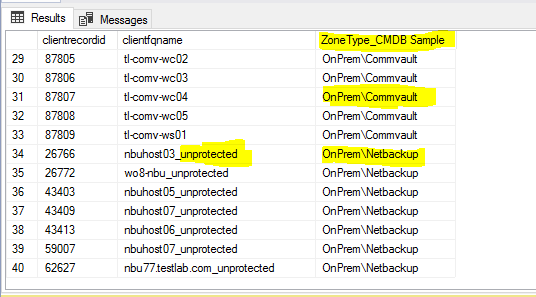 Results Messages
clientrecordid clientfqname ZoneType_CMDB Sample
29 87805 tl-comv-wc02 OnPrem\Commvault
30 87806 tl-comv-wc03 OnPrem\Commvault
31 87807 tl-comv-wc04 OnPrem\Commvault
32 87808 tl-comv-wc05 OnPrem\Commvault
33 87809 tl-comv-ws01 OnPrem\Commvault
34 26766 nbuhost03_unprotected OnPrem\Netbackup
35 26772 wo8-nbu_unprotected OnPrem\Netbackup
36 43403 nbuhost05_unprotected OnPrem\Netbackup
37 43409 nbuhost07_unprotected OnPrem\Netbackup
38 43413 nbuhost06_unprotected OnPrem\Netbackup
39 59007 nbuhost07_unprotected OnPrem\Netbackup
40 62627 nbu77.testlab.com_unprotected OnPrem\Netbackup